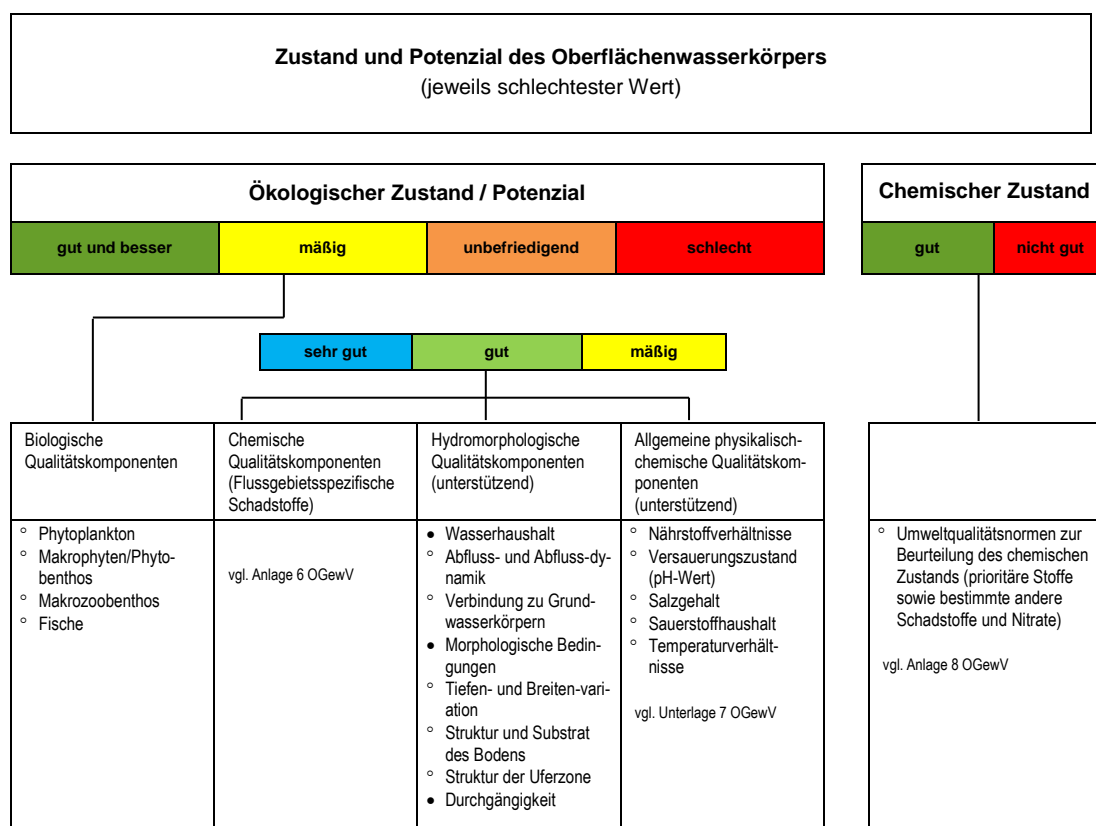 Zustand und Potenzial des Oberflächenwasserkörpers
(jeweils schlechtester Wert)
Ökologischer Zustand / Potenzial
gut und besser
mäßig
unbefriedigend
schlecht
Chemischer Zustand
gut
nicht gut
sehr gut
gut
mäßig
Biologische
Qualitätskomponenten
° Phytoplankton
° Makrophyten/Phyto-
benthos
° Makrozoobenthos
° Fische
Chemische
Qualitätskomponenten
(Flussgebietsspezifische
Schadstoffe)
vgl. Anlage 6 OGewV
Hydromorphologische
Qualitätskomponenten
(unterstützend)
• Wasserhaushalt
° Abfluss- und Abfluss-dy-
namik
° Verbindung zu Grund-
wasserkörpern
• Morphologische Bedin-
gungen
° Tiefen- und Breiten-vari-
ation
° Struktur und Substrat
des Bodens
° Struktur der Uferzone
• Durchgängigkeit
Allgemeine physikalisch-
chemische Qualitätskom-
ponenten
(unterstützend)
° Nährstoffverhältnisse
° Versauerungszustand
(pH-Wert)
° Salzgehalt
° Sauerstoffhaushalt
° Temperaturverhält-
nisse
vgl. Unterlage 7 OGewV
° Umweltqualitätsnormen zur
Beurteilung des chemischen
Zustands (prioritäre Stoffe
sowie bestimmte andere
Schadstoffe und Nitrate)
vgl. Anlage 8 OGewV